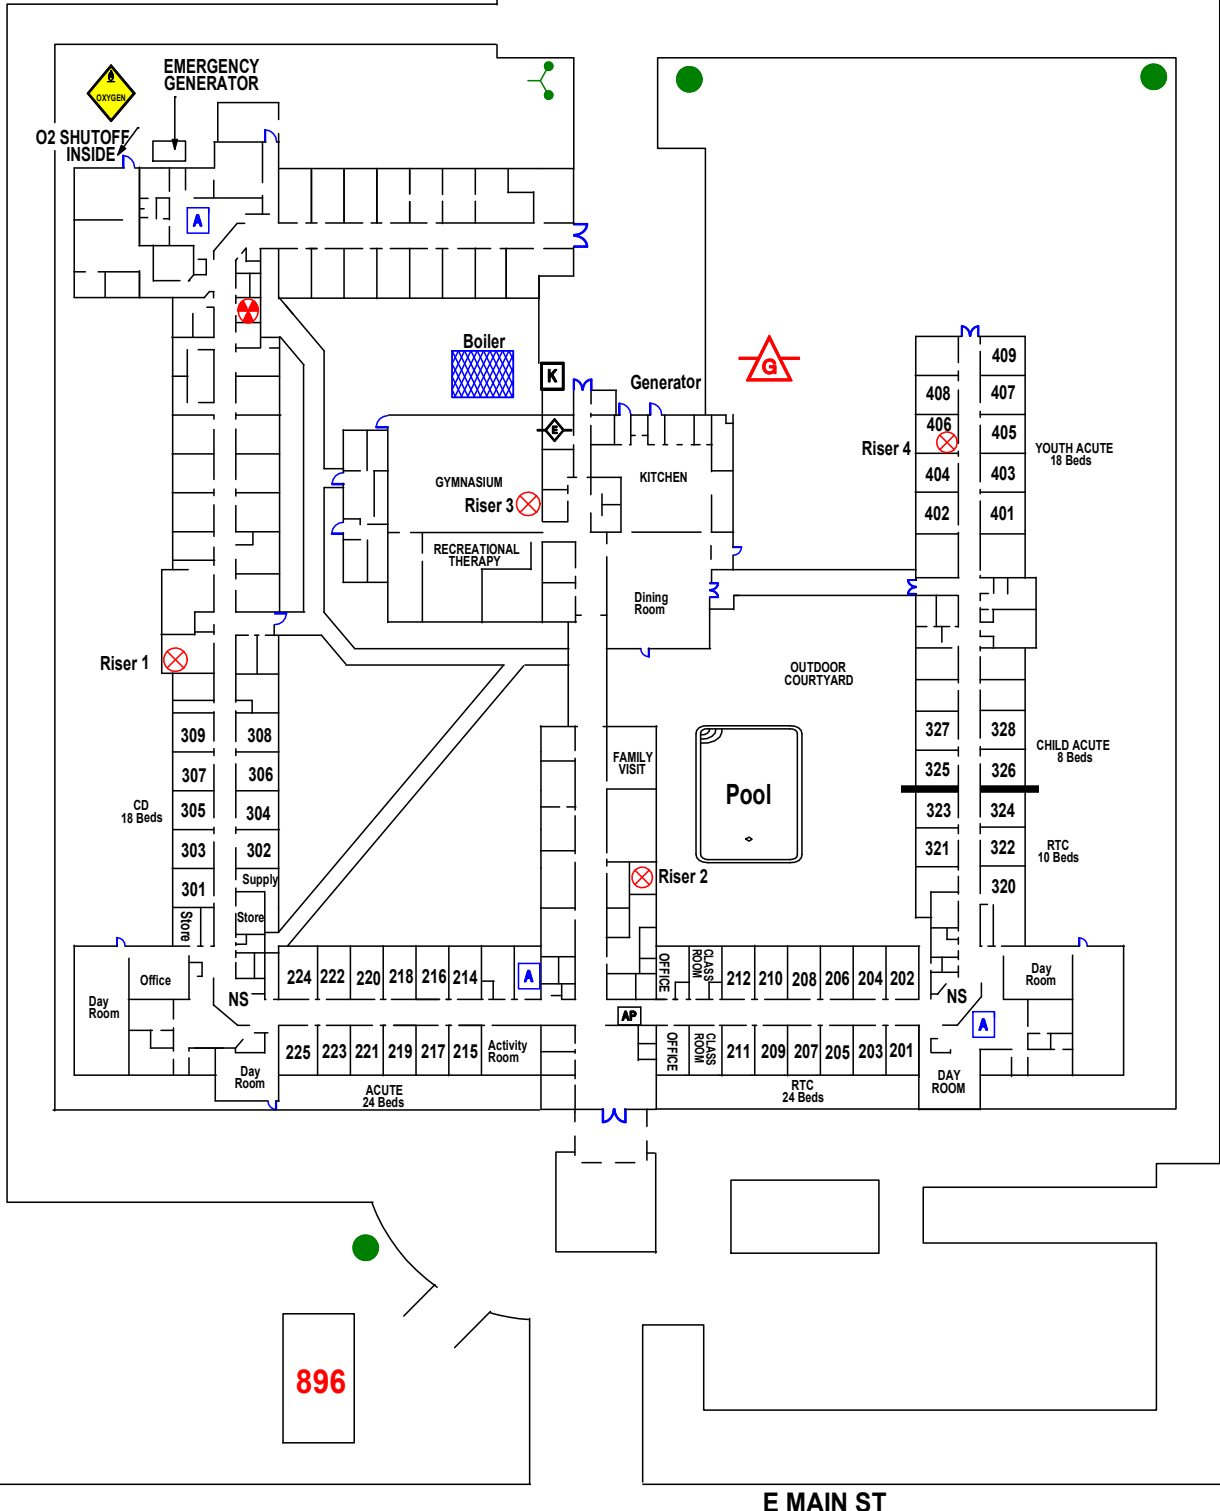 EMERGENCY
GENERATOR
OXYGEN
O2 SHUTOFF
INSIDE
A
Boiler
K
Generator
G
E
GYMNASIUM
Riser 3
KITCHEN
RECREATIONAL
THERAPY
Dining
Room
409
408
407
406
405
Riser 4
404
403
402
401
YOUTH ACUTE
18 Beds
Riser 1
OUTDOOR
COURTYARD
309
308
307
306
305
304
303
302
301
Supply
Store
Store
CD
18 Beds
FAMILY
VISIT
Pool
Riser 2
327
328
325
326
323
324
321
322
320
CHILD ACUTE
8 Beds
RTC
10 Beds
Office
Day
Room
NS
224
222
220
218
216
214
A
OFFICE
CLASS
ROOM
212
210
208
206
204
202
NS
Day
Room
A
AP
225
223
221
219
217
215
Activity
Room
OFFICE
CLASS
ROOM
211
209
207
205
203
201
Day
Room
DAY
ROOM
ACUTE
24 Beds
RTC
24 Beds
896
E MAIN ST